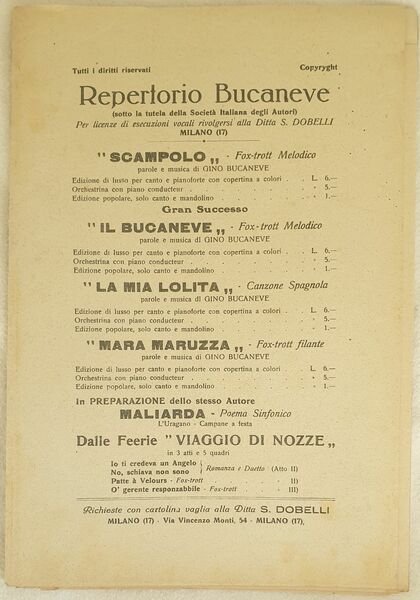 Tutti i diritti riservati Copyryght
Repertorio Bucaneve
(sotto la tutela della Società Italiana degli Autori)
Per licenze di esecuzioni vocali rivolgersi alla Ditta S. DOBELLI
MILANO (17)
" SCAMPOLO „ - Fox-trott Melodico
parole e musica di GINO BUCANEVE
Edizione di lusso per canto e pianoforte con copertina a colori . . L. 6.—
Orchestrina con piano conducteur . . . . . . . . » 5.—
Edizione popolare, solo canto e mandolino . . . . . . » 1.—
Gran Successo
" IL BUCANEVE „ - Fox-trott Melodico
parole e musica di GINO BUCANEVE
Edizione di lusso per canto e pianoforte con copertina a colori . . L. 6.—
Orchestrina con piano conducteur . . . . . . . . » 5.—
Edizione popolare, solo canto e mandolino . . . . . . » 1.—
" LA MIA LOLITA „ - Canzone Spagnola
parole e musica di GINO BUCANEVE
Edizione di lusso per canto e pianoforte con copertina a colori . . L. 6.—
Orchestrina con piano conducteur . . . . . . . . » 5.—
Edizione popolare, solo canto e mandolino . . . . . . » 1.—
" MARA MARUZZA „ - Fox-trott filante
parole e musica di GINO BUCANEVE
Edizione di lusso per canto e pianoforte con copertina a colori . . L. 6.—
Orchestrina con piano conducteur . . . . . . . . » 5.—
Edizione popolare, solo canto e mandolino . . . . . . » 1.—
In PREPARAZIONE dello stesso Autore
MALIARDA - Poema Sinfonico
L'Uragano - Campane a festa
Dalle Feerie " VIAGGIO DI NOZZE „
in 3 atti e 5 quadri
Io ti credeva un Angelo
No, schiava non sono } Romanza e Duetto (Atto II)
Patte à Velours - Fox-trott . . . . II)
O' gerente responzabbile - Fox-trott . . . III)
Richieste con cartolina vaglia alla Ditta S. DOBELLI
MILANO (17) - Via Vincenzo Monti, 54 - MILANO (17)